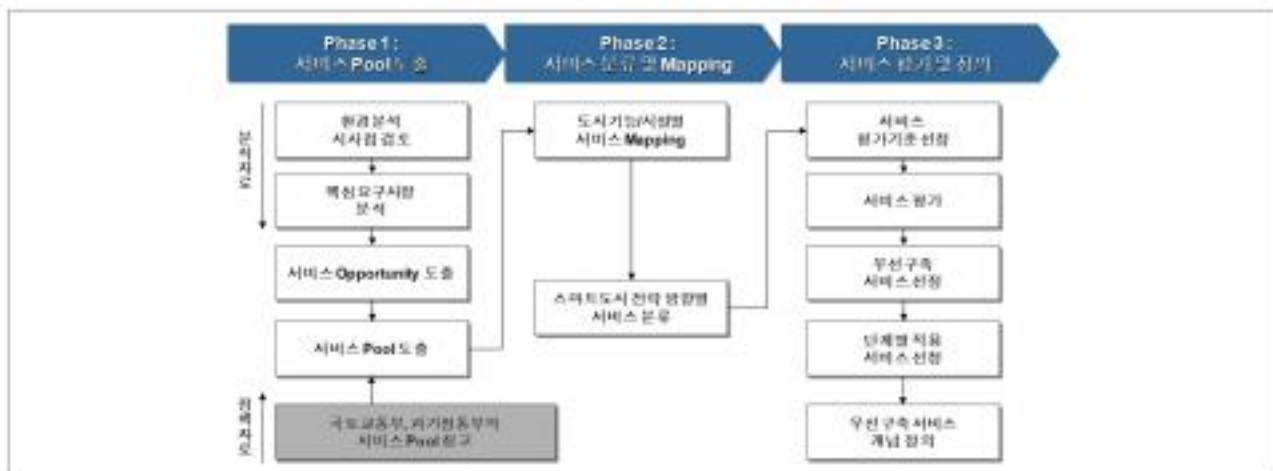 Phase 1 :
서비스 Pool 도출
Phase 2 :
서비스 분류 및 Mapping
Phase 3 :
서비스 평가 및 정의
분석자료
환경분석
시사점 검토
핵심요구사항
분석
서비스 Opportunity 도출
서비스 Pool 도출
정책자료
국토교통부, 과기정통부의
서비스 Pool 참고
도시기능/시설별
서비스 Mapping
스마트도시 전략 방향별
서비스 분류
서비스
평가기준 선정
서비스 평가
우선구축
서비스 선정
단계별 적용
서비스 선정
우선 구축 서비스
개념 정의